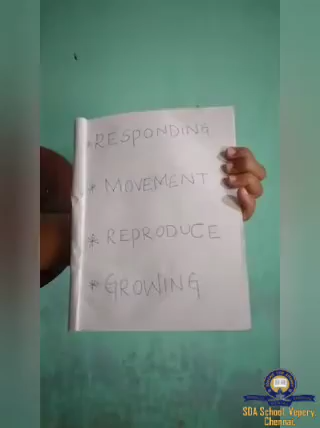 * RESPONDING
* MOVEMENT
* REPRODUCE
* GROWING
SDA School Vepery,
Chennai